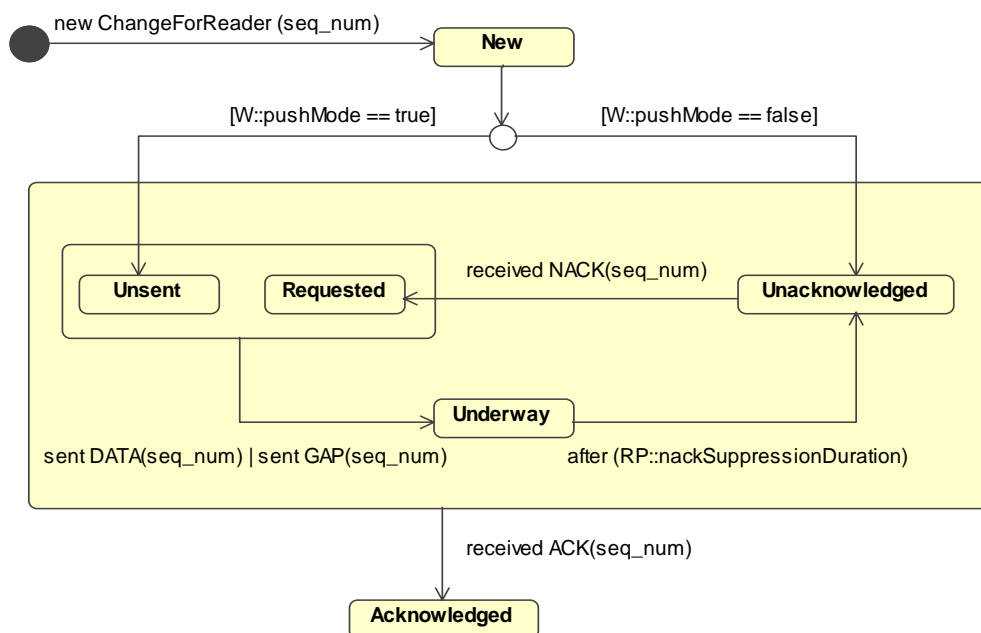 new ChangeForReader (seq_num)
New
[W::pushMode == true]
[W::pushMode == false]
received NACK(seq_num)
Unsent
Requested
Unacknowledged
Underway
sent DATA(seq_num) | sent GAP(seq_num)
after (RP::nackSuppressionDuration)
received ACK(seq_num)
Acknowledged